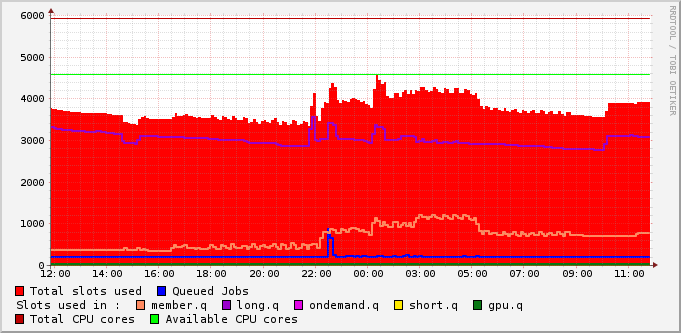 6000
5000
4000
3000
2000
1000
0
12:00 14:00 16:00 18:00 20:00 22:00 00:00 03:00 07:00 09:00 11:00
Total slots used Queued Jobs
Slots used in : member.q long.q ondemand.q short.q gpu.q
Total CPU cores Available CPU cores
RRDTOOL / TOBI OETIKER